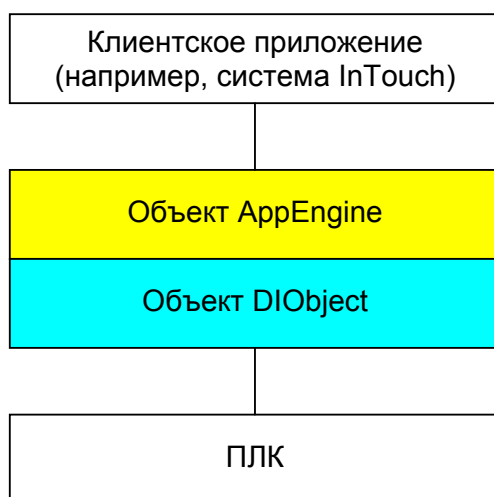 Клиентское приложение
(например, система InTouch)
Объект AppEngine
Объект DIObject
ПЛК